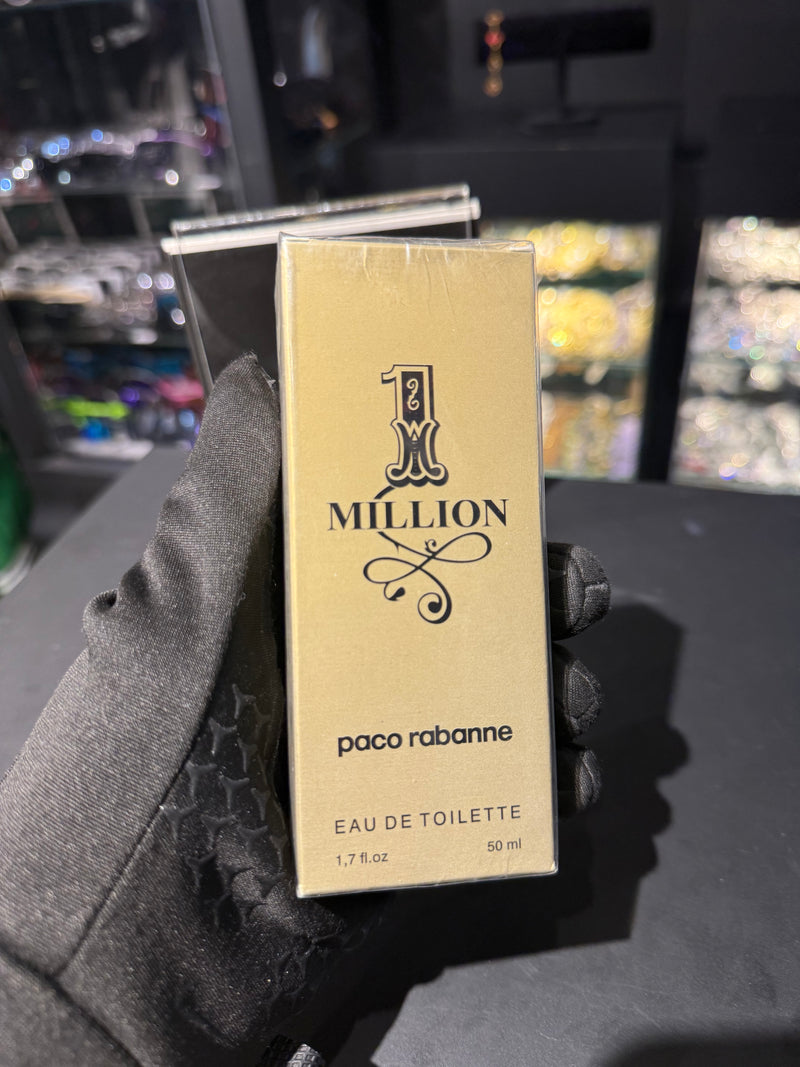 1
MILLION
paco rabanne
EAU DE TOILETTE
1,7 fl.oz 50 ml